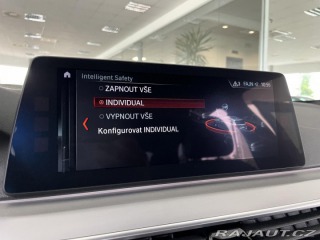 Intelligent Safety
ZAPNOUT VŠE
INDIVIDUAL
VYPNOUT VŠE
Konfigurovat INDIVIDUAL
RAJAUT.CZ